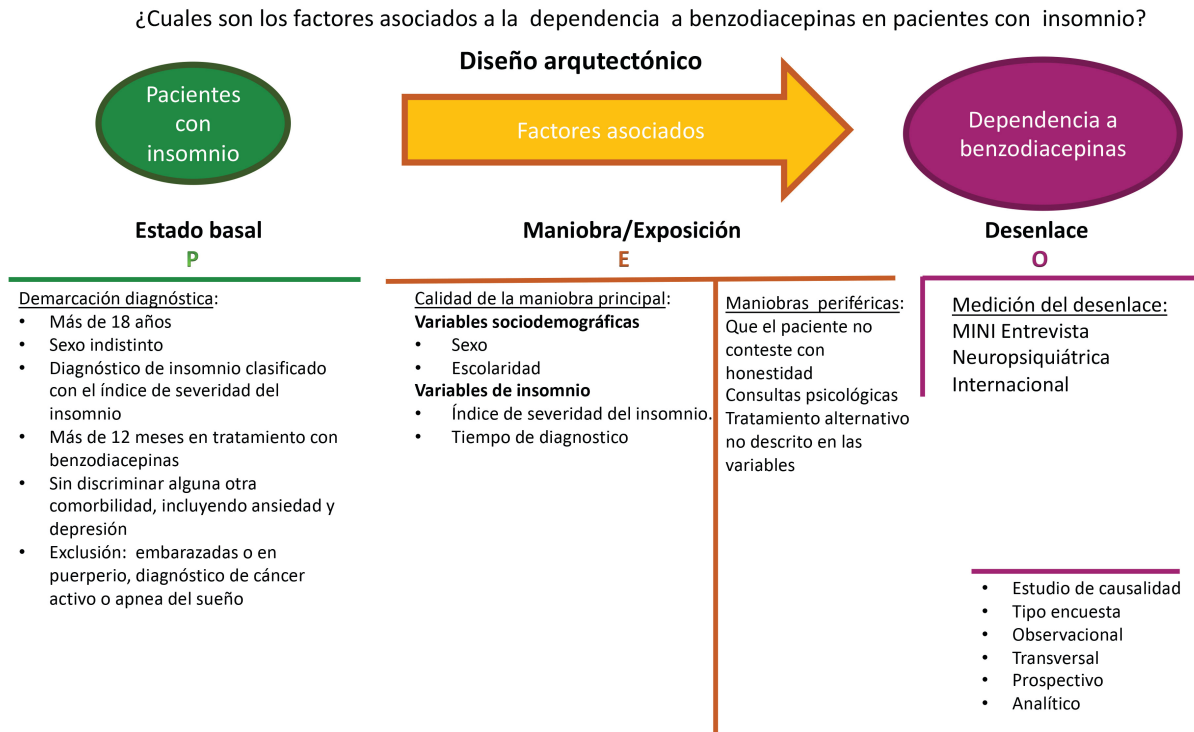 ¿Cuales son los factores asociados a la dependencia a benzodiacepinas en pacientes con insomnio?
Diseño arqutectónico
Pacientes
con
insomnio
Factores asociados
Dependencia a
benzodiacepinas
Estado basal
P
Maniobra/Exposición
E
Desenlace
O
Demarcación diagnóstica:
• Más de 18 años
• Sexo indistinto
• Diagnóstico de insomnio clasificado
con el índice de severidad del
insomnio
• Más de 12 meses en tratamiento con
benzodiacepinas
• Sin discriminar alguna otra
comorbilidad, incluyendo ansiedad y
depresión
• Exclusión: embarazadas o en
puerperio, diagnóstico de cáncer
activo o apnea del sueño
Calidad de la maniobra principal:
Variables sociodemográficas
• Sexo
• Escolaridad
Variables de insomnio
• Índice de severidad del insomnio.
• Tiempo de diagnostico
Maniobras periféricas:
Que el paciente no
conteste con
honestidad
Consultas psicológicas
Tratamiento alternativo
no descrito en las
variables
Medición del desenlace:
MINI Entrevista
Neuropsiquiátrica
Internacional
• Estudio de causalidad
• Tipo encuesta
• Observacional
• Transversal
• Prospectivo
• Analítico